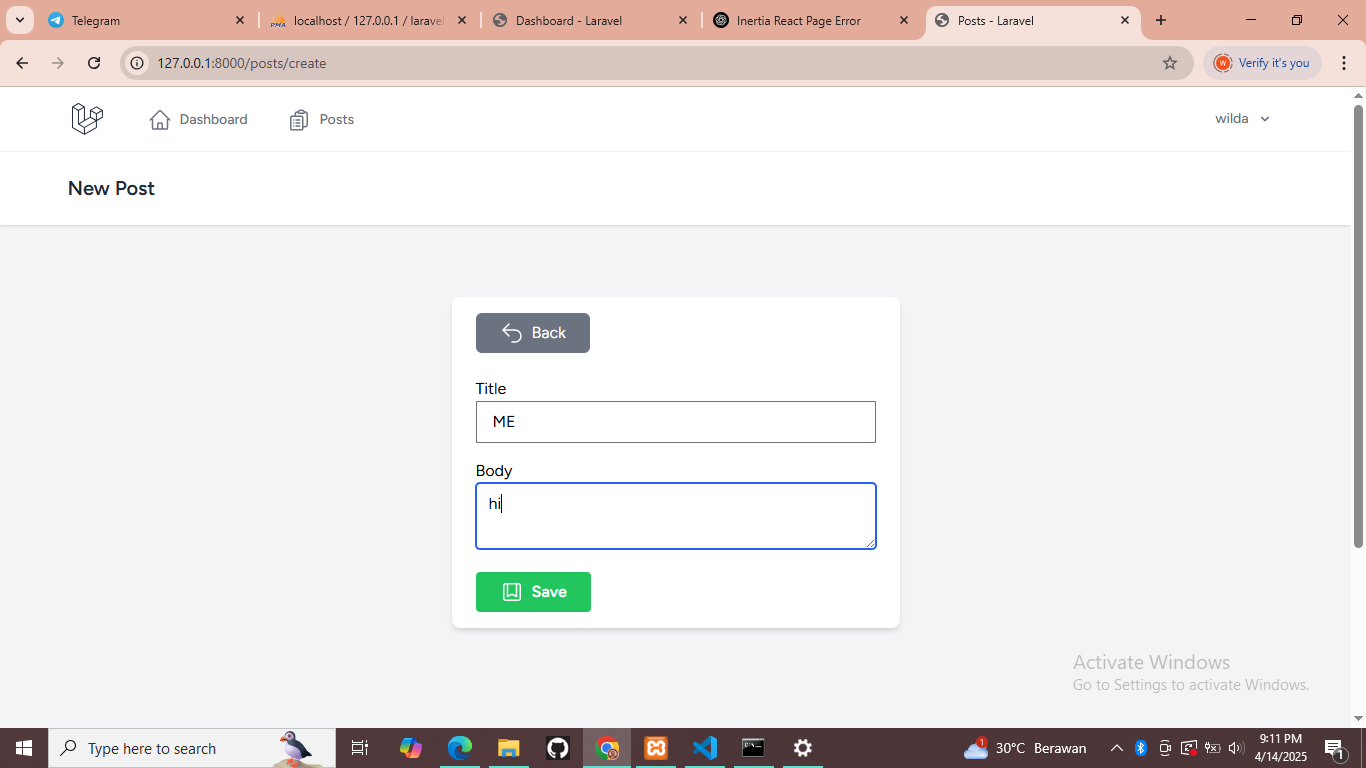 Telegram
localhost / 127.0.0.1 / laravel
Dashboard - Laravel
Inertia React Page Error
Posts - Laravel
127.0.0.1:8000/posts/create
W
Verify it's you
Dashboard
Posts
wilda
New Post
Back
Title
ME
Body
hi
Save
Activate Windows
Go to Settings to activate Windows.
Type here to search
1
30°C Berawan
9:11 PM
4/14/2025
1